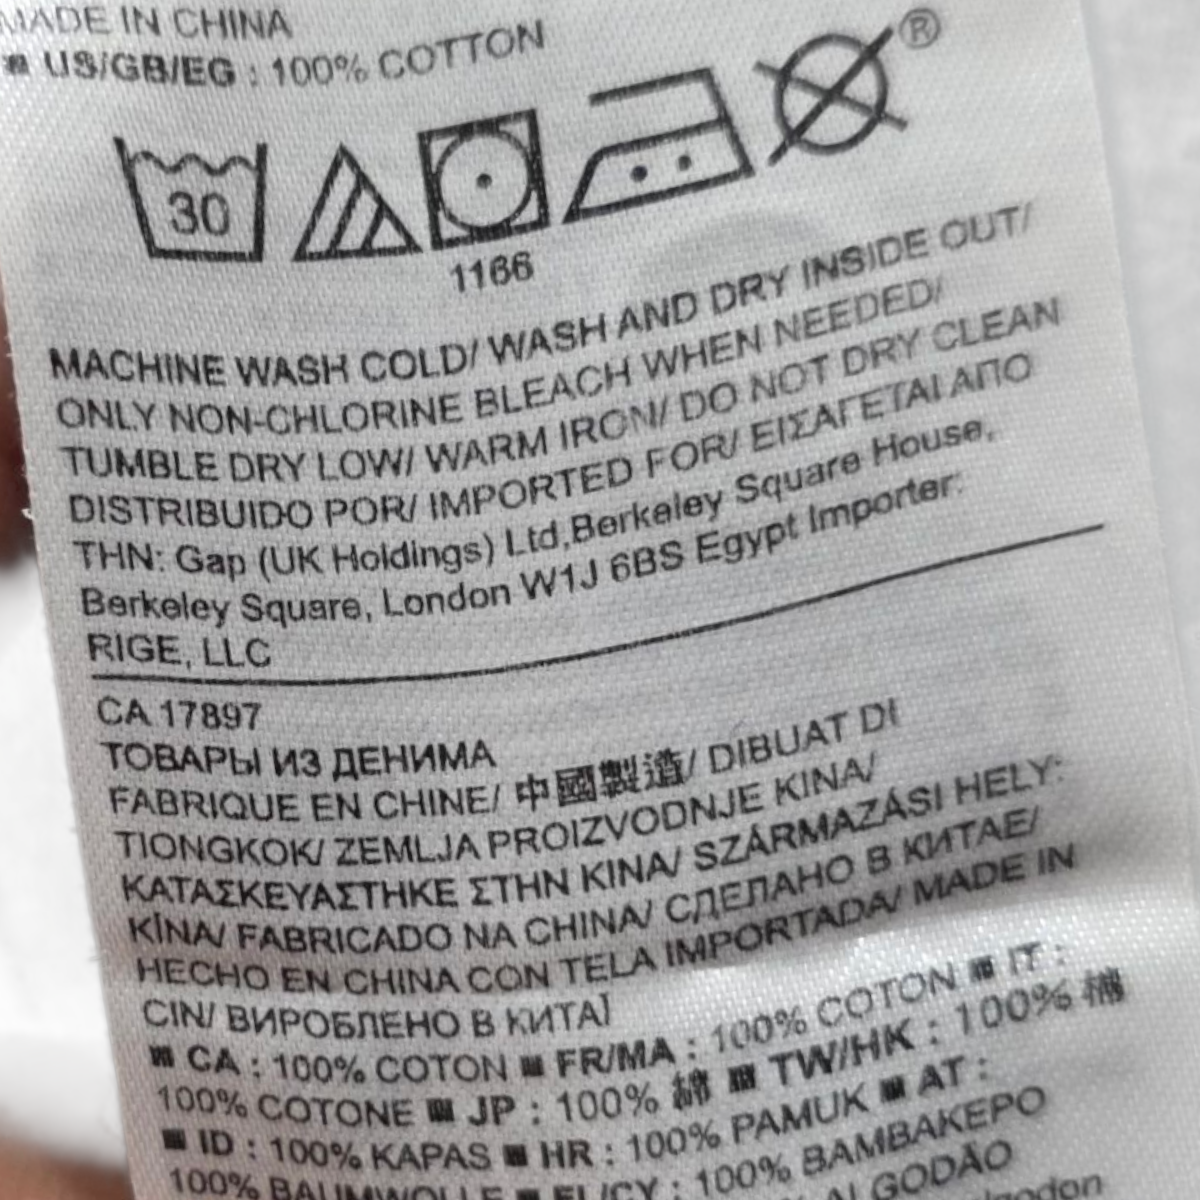 MADE IN CHINA
■ US/GB/EG : 100% COTTON
®
30
1166
MACHINE WASH COLD/ WASH AND DRY INSIDE OUT/
ONLY NON-CHLORINE BLEACH WHEN NEEDED/
TUMBLE DRY LOW/ WARM IRON/ DO NOT DRY CLEAN
DISTRIBUIDO POR/ IMPORTED FOR/ ΕΙΣΑΓΕΤΑΙ ΑΠΟ
THN: Gap (UK Holdings) Ltd,Berkeley Square House,
Berkeley Square, London W1J 6BS Egypt Importer:
RIGE, LLC
CA 17897
ТОВАРЫ ИЗ ДЕНИМА
FABRIQUE EN CHINE/ 中國製造/ DIBUAT DI
TIONGKOK/ ZEMLJA PROIZVODNJE KINA/
ΚΑΤΑΣΚΕΥΑΣΤΗΚΕ ΣΤΗΝ ΚΙΝΑ/ SZÁRMAZÁSI HELY:
KÍNA/ FABRICADO NA CHINA/ СДЕЛАНО В КИТАЕ/
HECHO EN CHINA CON TELA IMPORTADA/ MADE IN
CIN/ ВИРОБЛЕНО В КИТАЇ
■ CA : 100% COTON ■ FR/MA : 100% COTON ■ IT :
100% COTONE ■ JP : 100% 綿 ■ TW/HK : 100% 棉
■ ID : 100% KAPAS ■ HR : 100% PAMUK ■ AT :
100% BAUMWOLLE ■ EL/CY : 100% ΒΑΜΒΑΚΕΡΟ
ALGODÃO